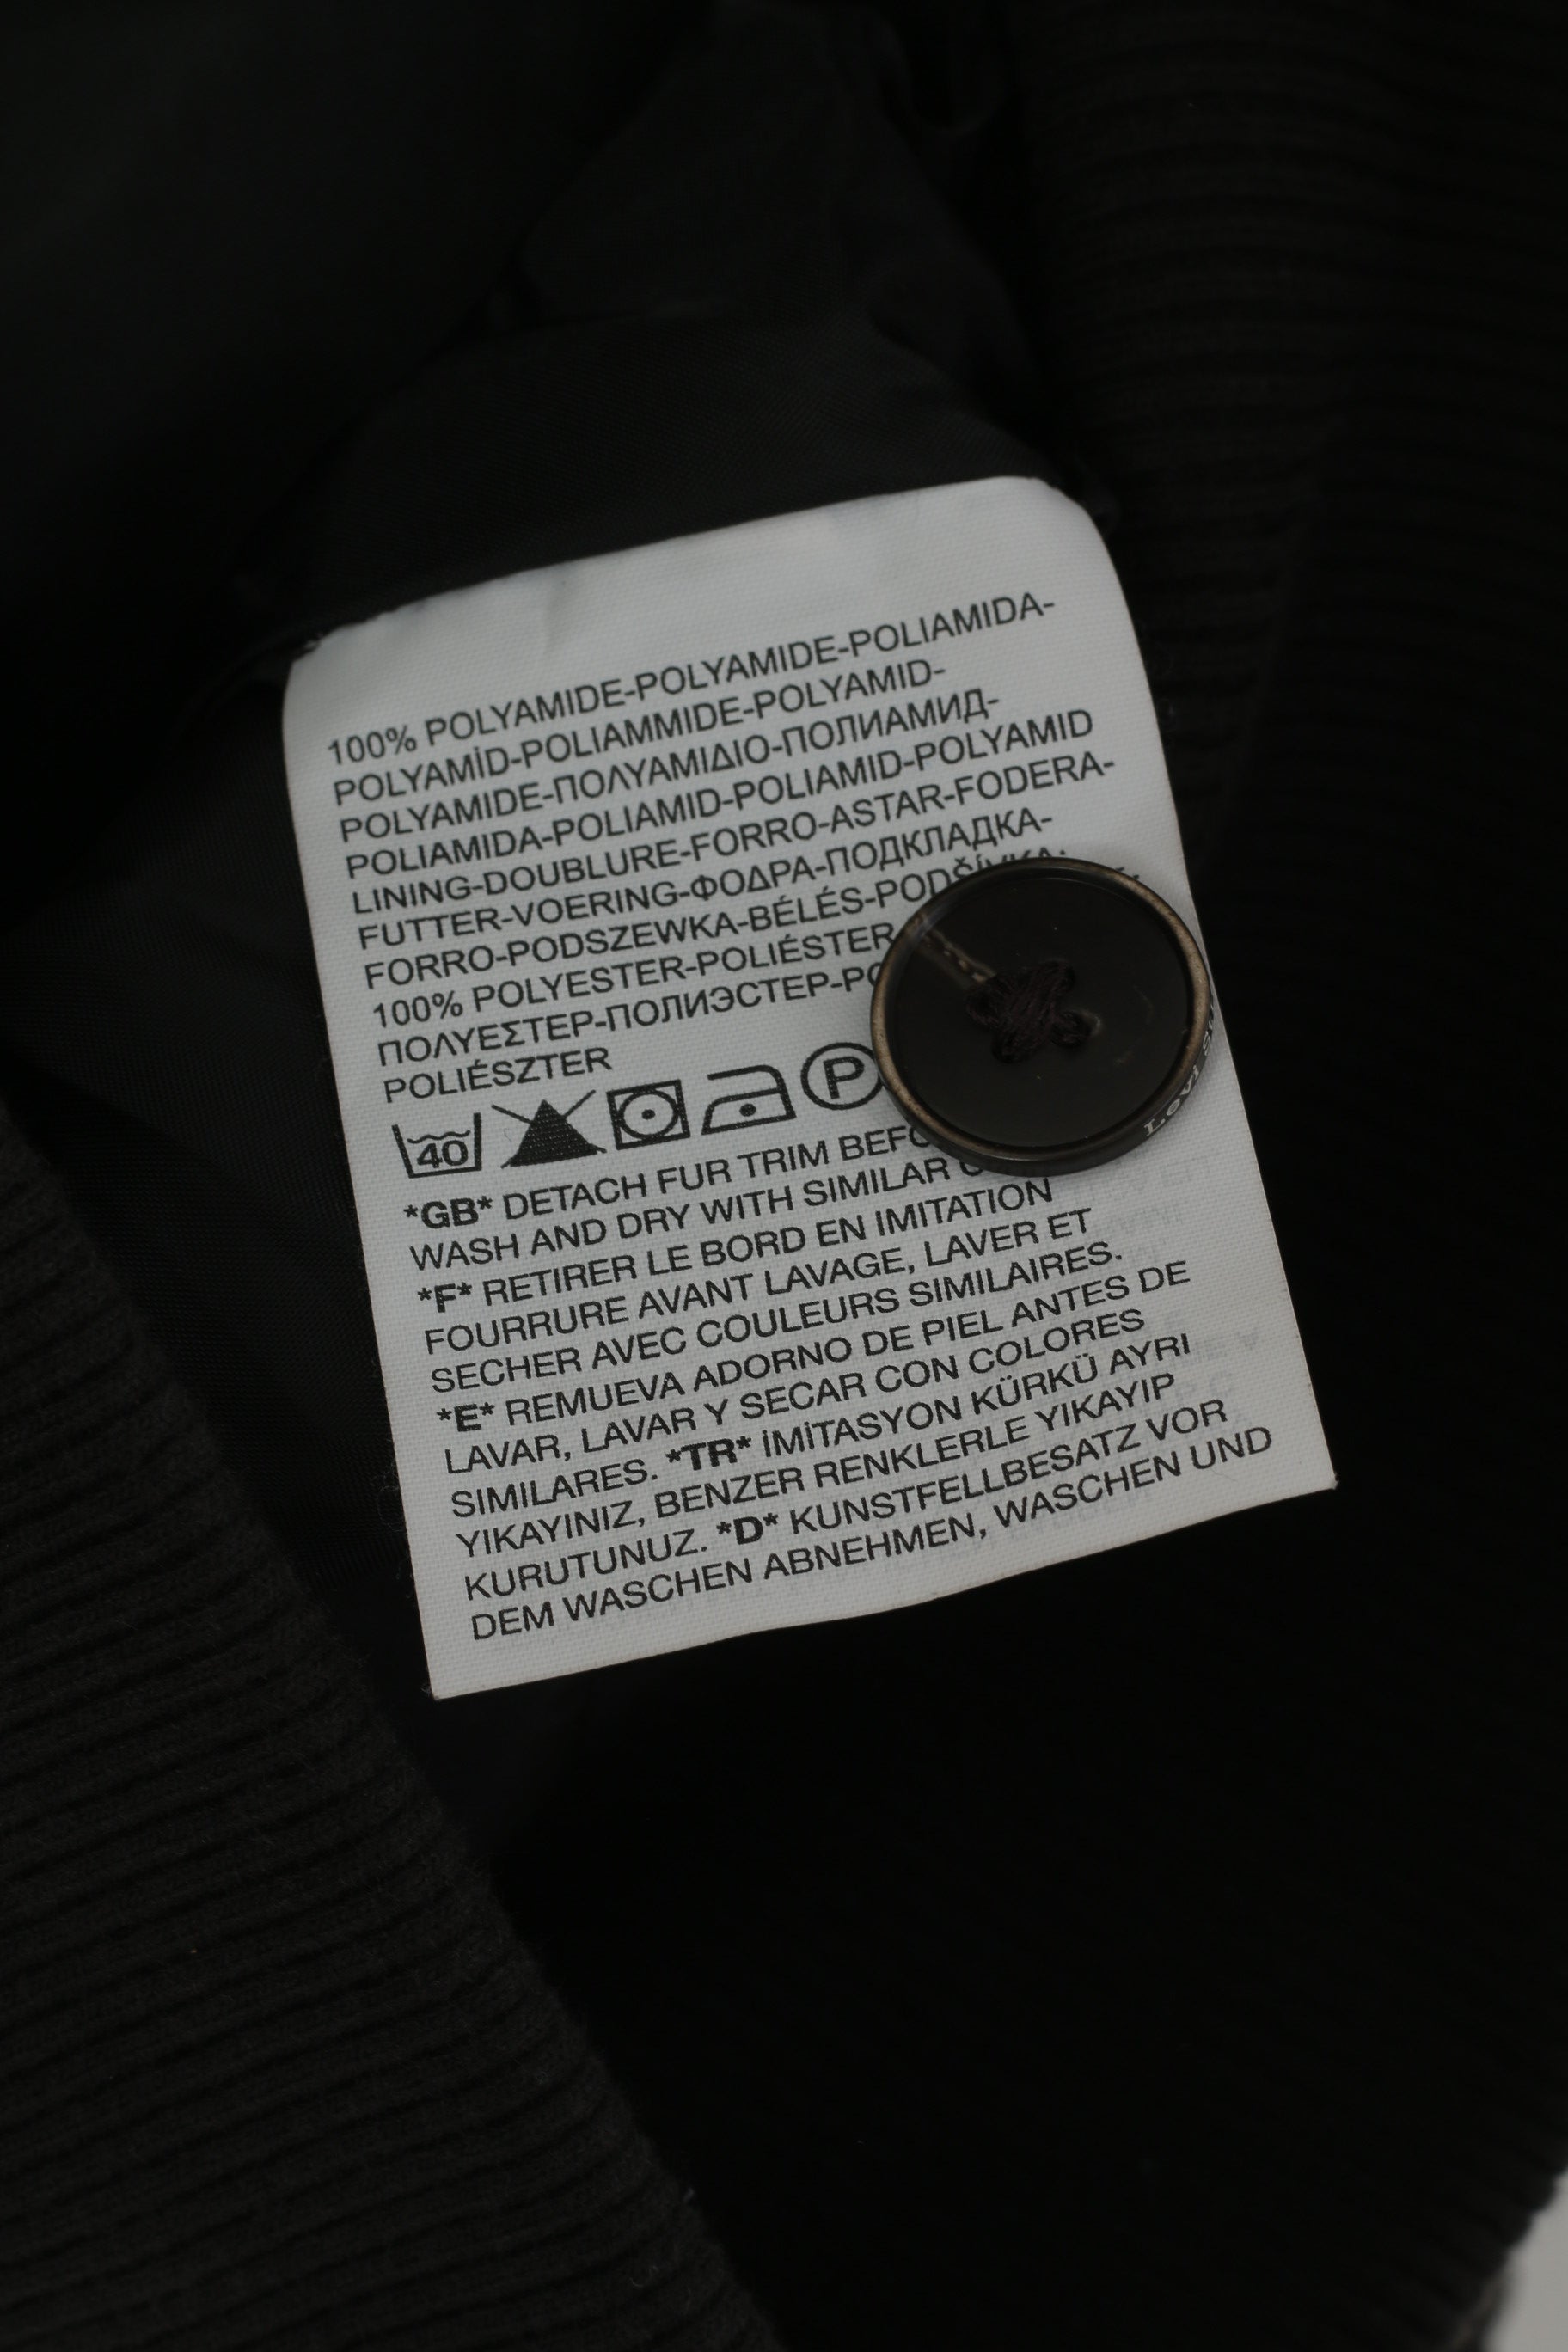 100% POLYAMIDE-POLYAMIDE-POLIAMIDA-
POLYAMİD-POLIAMMIDE-POLYAMID-
POLYAMIDE-ΠΟΛΥΑΜΙΔΙΟ-ПОЛИАМИД-
POLIAMIDA-POLIAMID-POLIAMID-POLYAMID
LINING-DOUBLURE-FORRO-ASTAR-FODERA-
FUTTER-VOERING-ΦΟΔΡΑ-ПОДКЛАДКА-
FORRO-PODSZEWKA-BÉLÉS-PODŠÍVKA:
100% POLYESTER-POLIÉSTER
ΠΟΛΥΕΣΤΕΡ-ПОЛИЭСТЕР
POLIÉSZTER
40 P
*GB* DETACH FUR TRIM
WASH AND DRY WITH SIMILAR
*F* RETIRER LE BORD EN IMITATION
FOURRURE AVANT LAVAGE, LAVER ET
SECHER AVEC COULEURS SIMILAIRES.
*E* REMUEVA ADORNO DE PIEL ANTES DE
LAVAR, LAVAR Y SECAR CON COLORES
SIMILARES. *TR* İMİTASYON KÜRKÜ AYRI
YIKAYINIZ, BENZER RENKLERLE YIKAYIP
KURUTUNUZ. *D* KUNSTFELLBESATZ VOR
DEM WASCHEN ABNEHMEN, WASCHEN UND